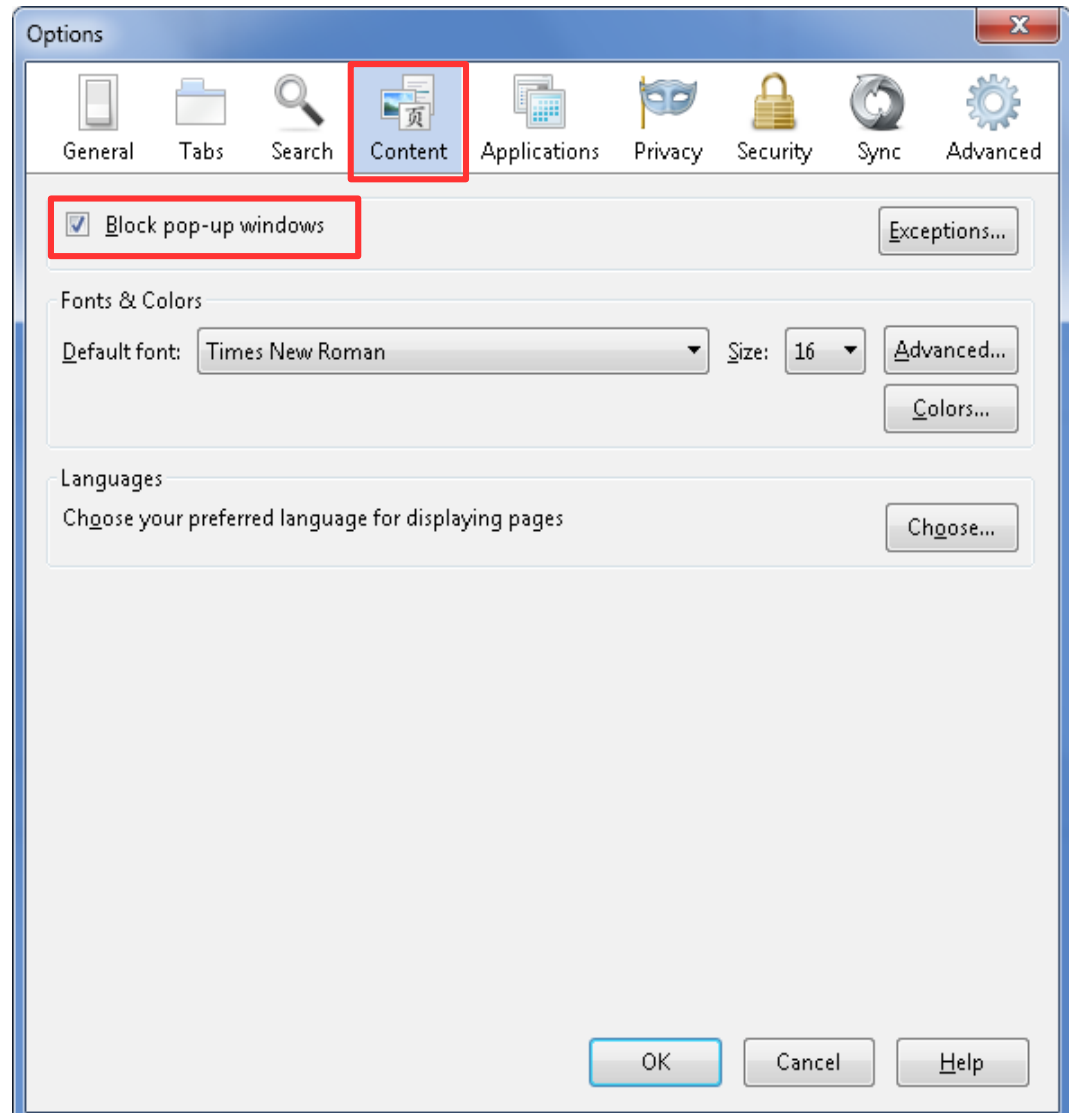 Options
General Tabs Search Content Applications Privacy Security Sync Advanced
页
Block pop-up windows Exceptions...
Fonts & Colors
Default font: Times New Roman Size: 16 Advanced...
Colors...
Languages
Choose your preferred language for displaying pages Choose...
OK Cancel Help